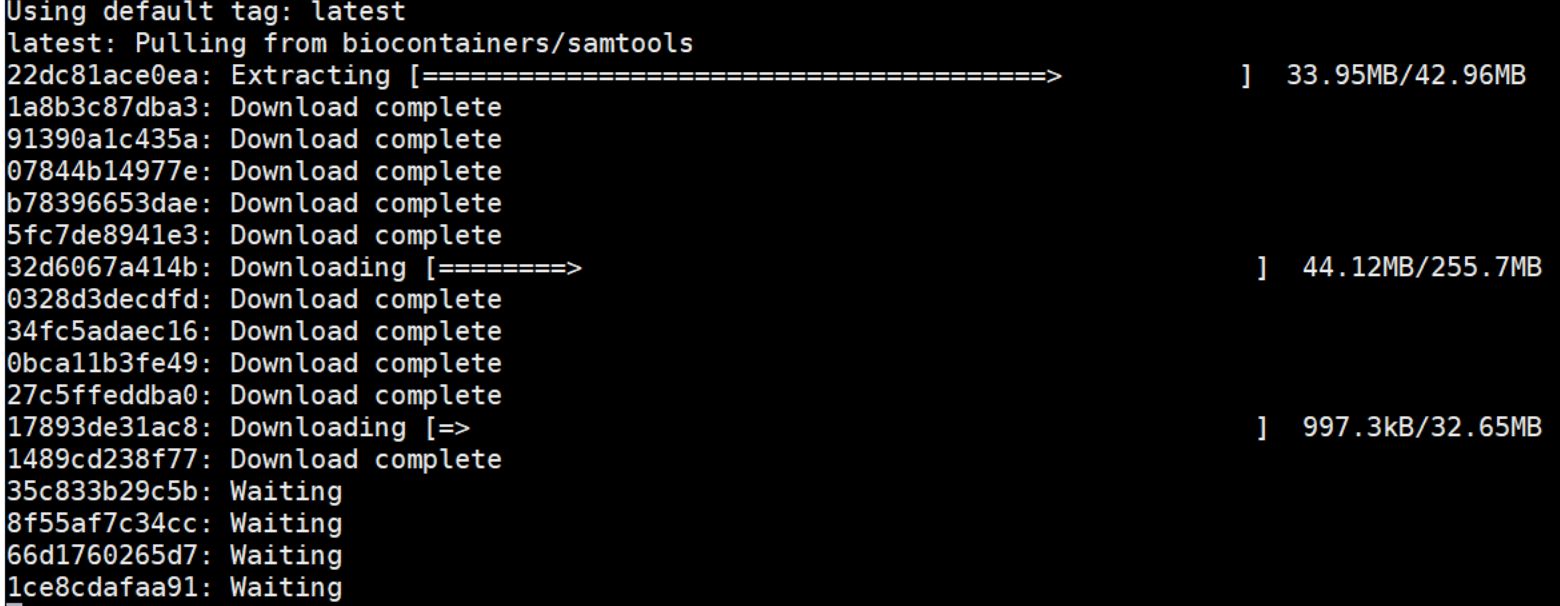 Using default tag: latest
latest: Pulling from biocontainers/samtools
22dc81ace0ea: Extracting [=======================================>           ]  33.95MB/42.96MB
1a8b3c87dba3: Download complete
91390a1c435a: Download complete
07844b14977e: Download complete
b78396653dae: Download complete
5fc7de8941e3: Download complete
32d6067a414b: Downloading [========>                                          ]  44.12MB/255.7MB
0328d3decdfd: Download complete
34fc5adaec16: Download complete
0bca11b3fe49: Download complete
27c5ffeddba0: Download complete
17893de31ac8: Downloading [=>                                                 ]  997.3kB/32.65MB
1489cd238f77: Download complete
35c833b29c5b: Waiting
8f55af7c34cc: Waiting
66d1760265d7: Waiting
1ce8cdafaa91: Waiting